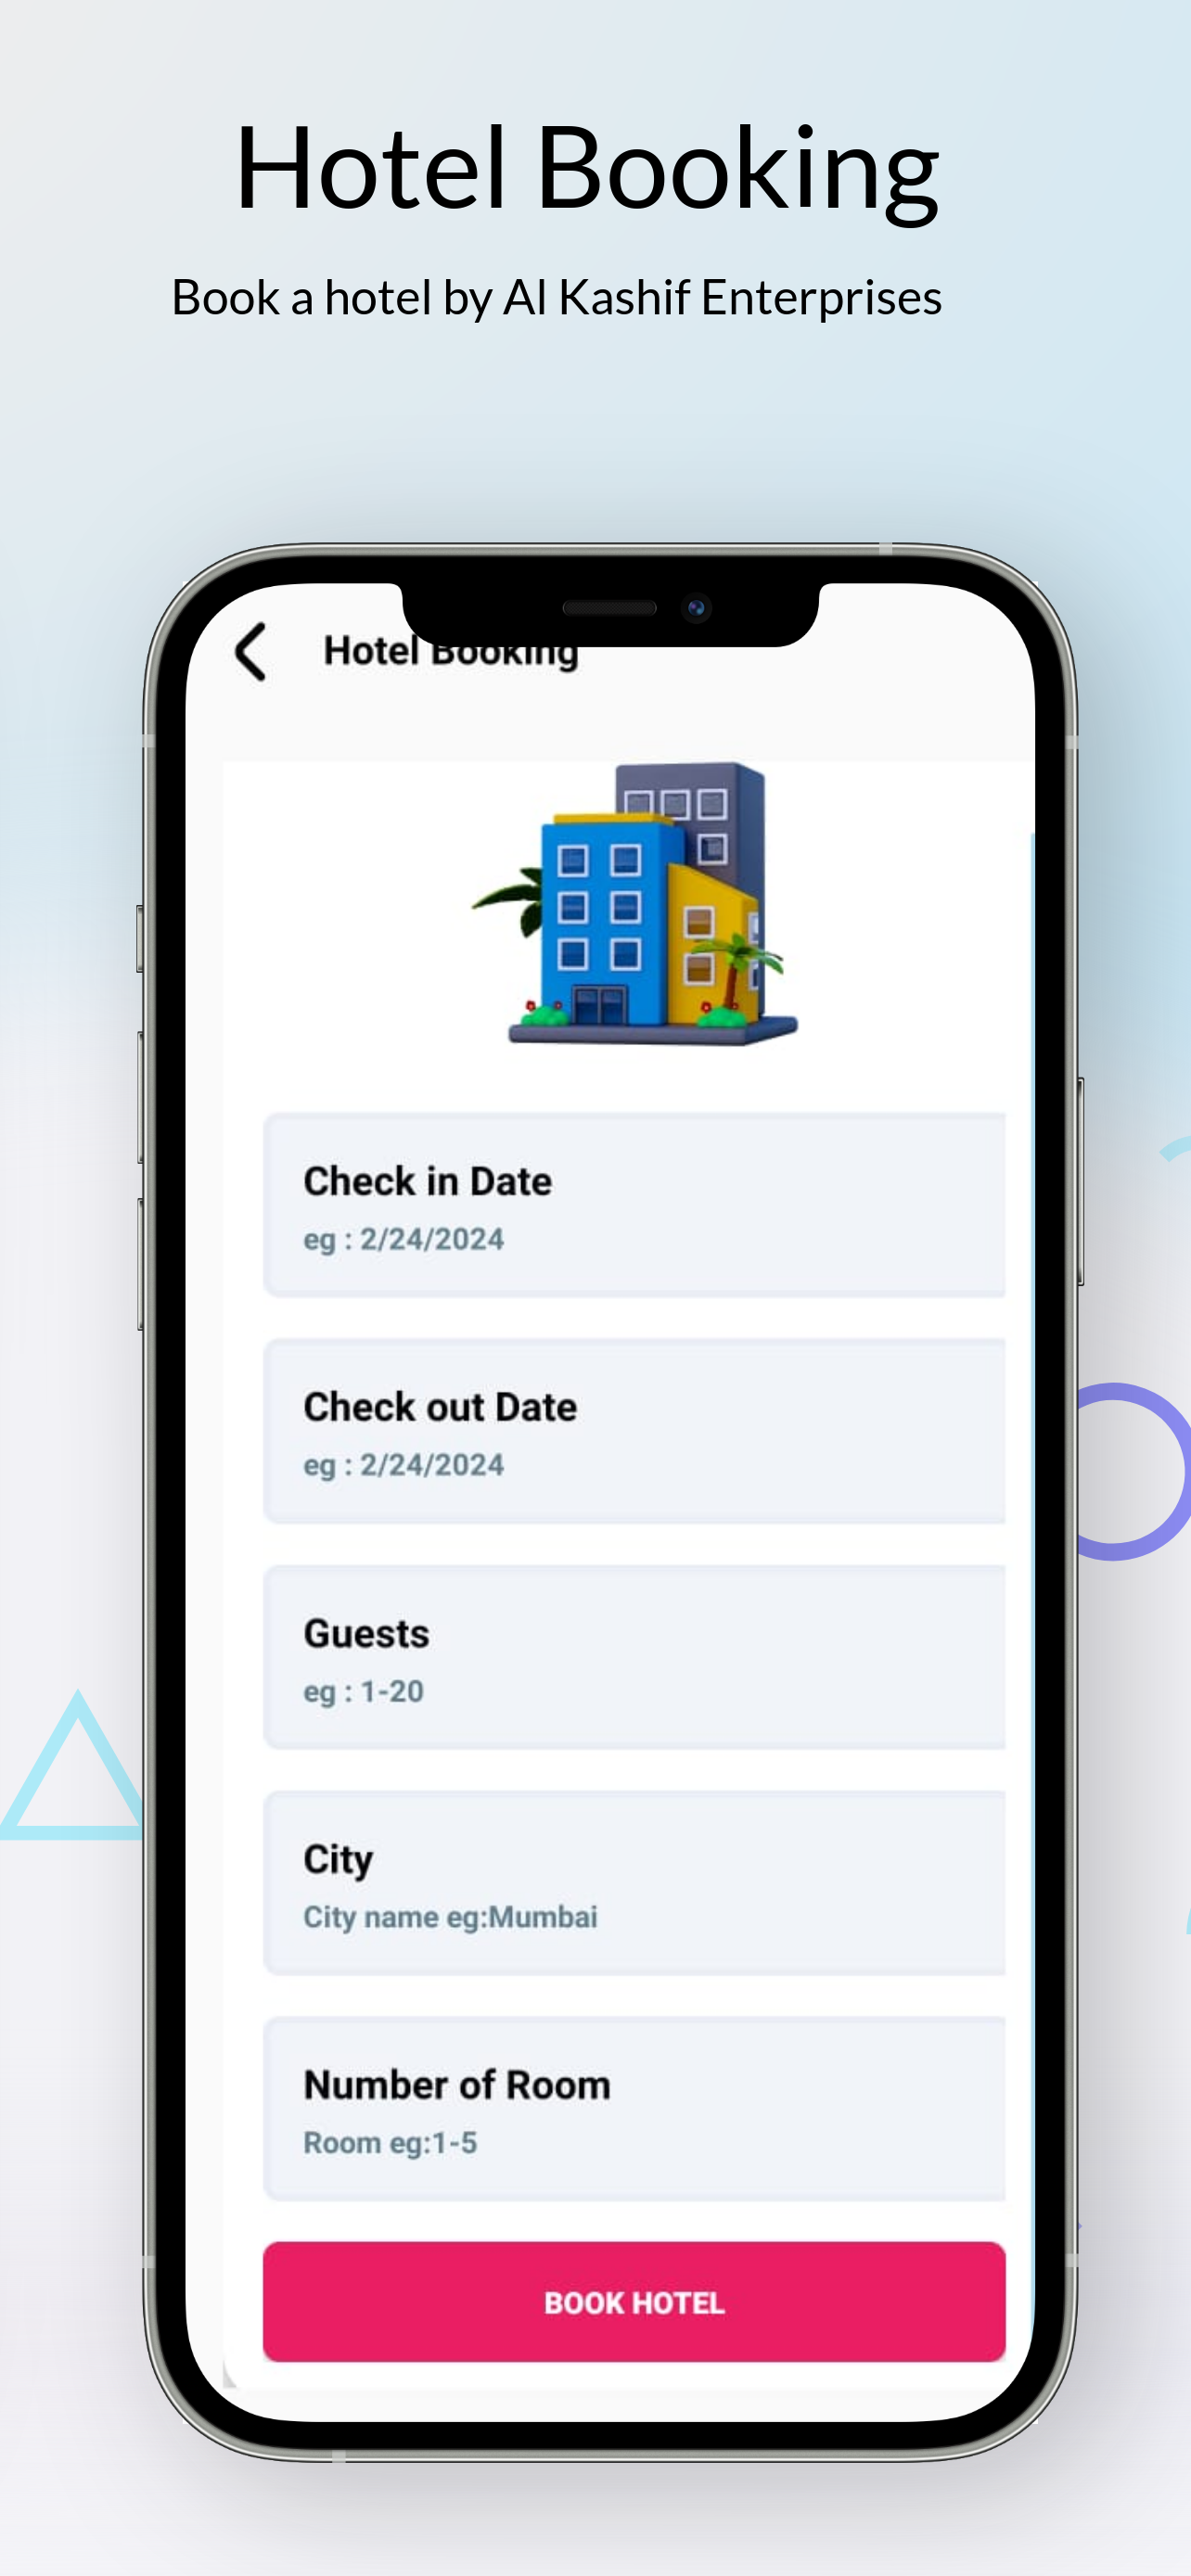 Hotel Booking
Book a hotel by Al Kashif Enterprises
Hotel Booking
Check in Date
eg : 2/24/2024
Check out Date
eg : 2/24/2024
Guests
eg : 1-20
City
City name eg:Mumbai
Number of Room
Room eg:1-5
BOOK HOTEL